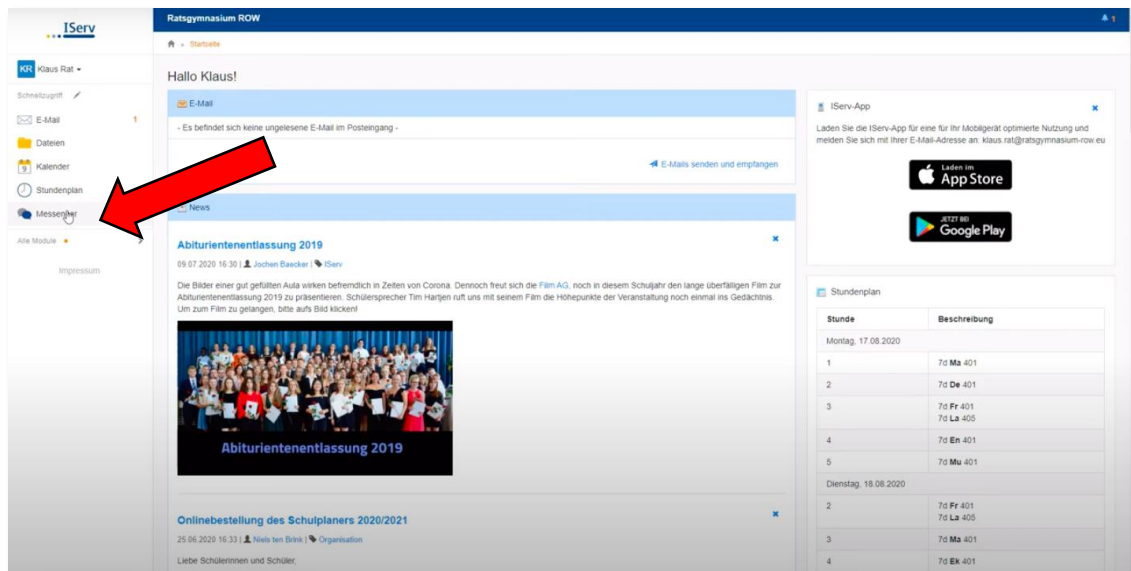 IServ
Ratsgymnasium ROW
1
Startseite
KR Klaus Rat
Schnellzugriff
E-Mail 1
Dateien
9 Kalender
Stundenplan
Messenger
Alle Module
Impressum
Hallo Klaus!
E-Mail
- Es befindet sich keine ungelesene E-Mail im Posteingang -
E-Mails senden und empfangen
News
Abiturientenentlassung 2019
09.07.2020 16:30 | Jochen Baecker | IServ
Die Bilder einer gut gefüllten Aula wirken befremdlich in Zeiten von Corona. Dennoch freut sich die Film AG, noch in diesem Schuljahr den lange überfälligen Film zur
Abiturientenentlassung 2019 zu präsentieren. Schülersprecher Tim Hartjen ruft uns mit seinem Film die Höhepunkte der Veranstaltung noch einmal ins Gedächtnis.
Um zum Film zu gelangen, bitte aufs Bild klicken!
Abiturientenentlassung 2019
Onlinebestellung des Schulplaners 2020/2021
25.06.2020 16:33 | Niels ten Brink | Organisation
Liebe Schülerinnen und Schüler,
IServ-App
Laden Sie die IServ-App für eine für Ihr Mobilgerät optimierte Nutzung und
melden Sie sich mit Ihrer E-Mail-Adresse an: klaus.rat@ratsgymnasium-row.eu
Laden im
App Store
JETZT BEI
Google Play
Stundenplan
Stunde Beschreibung
Montag, 17.08.2020
1 7d Ma 401
2 7d De 401
3 7d Fr 401
7d La 405
4 7d En 401
5 7d Mu 401
Dienstag, 18.08.2020
2 7d Fr 401
7d La 405
3 7d Ma 401
4 7d Ek 401